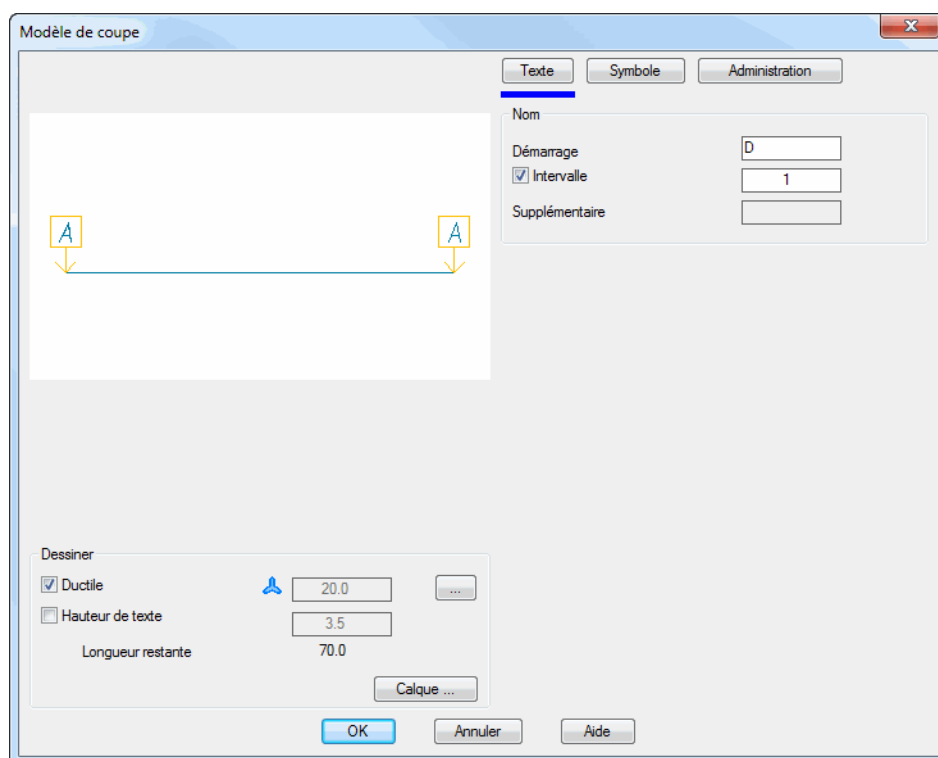 Modèle de coupe
Texte Symbole Administration
Nom
Démarrage D
Intervalle 1
Supplémentaire
A A
Dessiner
Ductile 20.0 ...
Hauteur de texte 3.5
Longueur restante 70.0
Calque ...
OK Annuler Aide